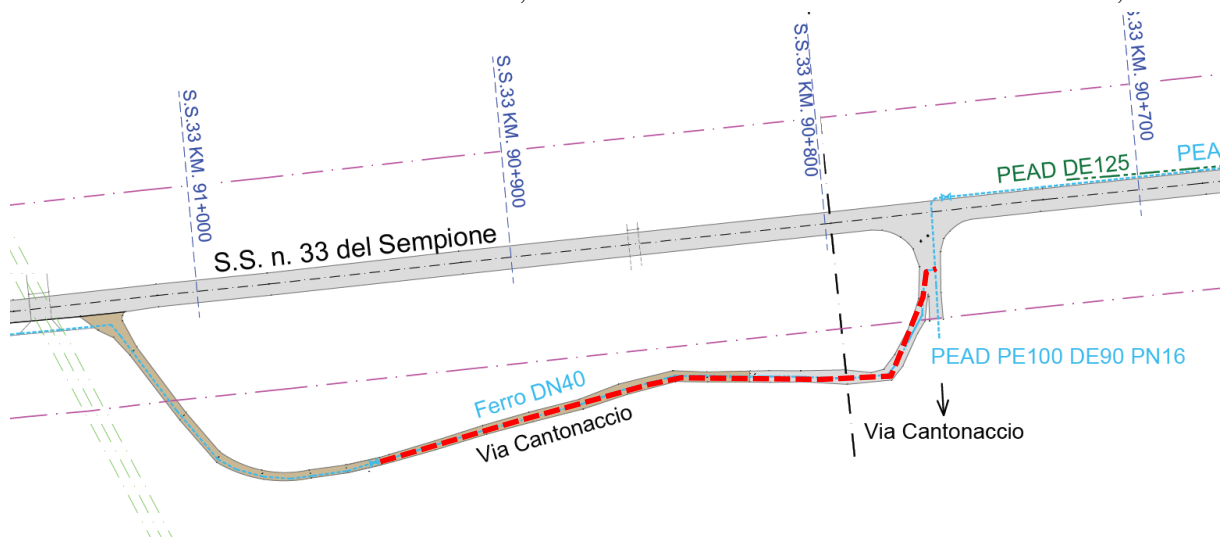 S.S.33 KM. 91+000
S.S.33 KM. 90+900
S.S.33 KM. 90+800
S.S.33 KM. 90+700
PEAD DE125
PEA
S.S. n. 33 del Sempione
Ferro DN40
Via Cantonaccio
PEAD PE100 DE90 PN16
Via Cantonaccio